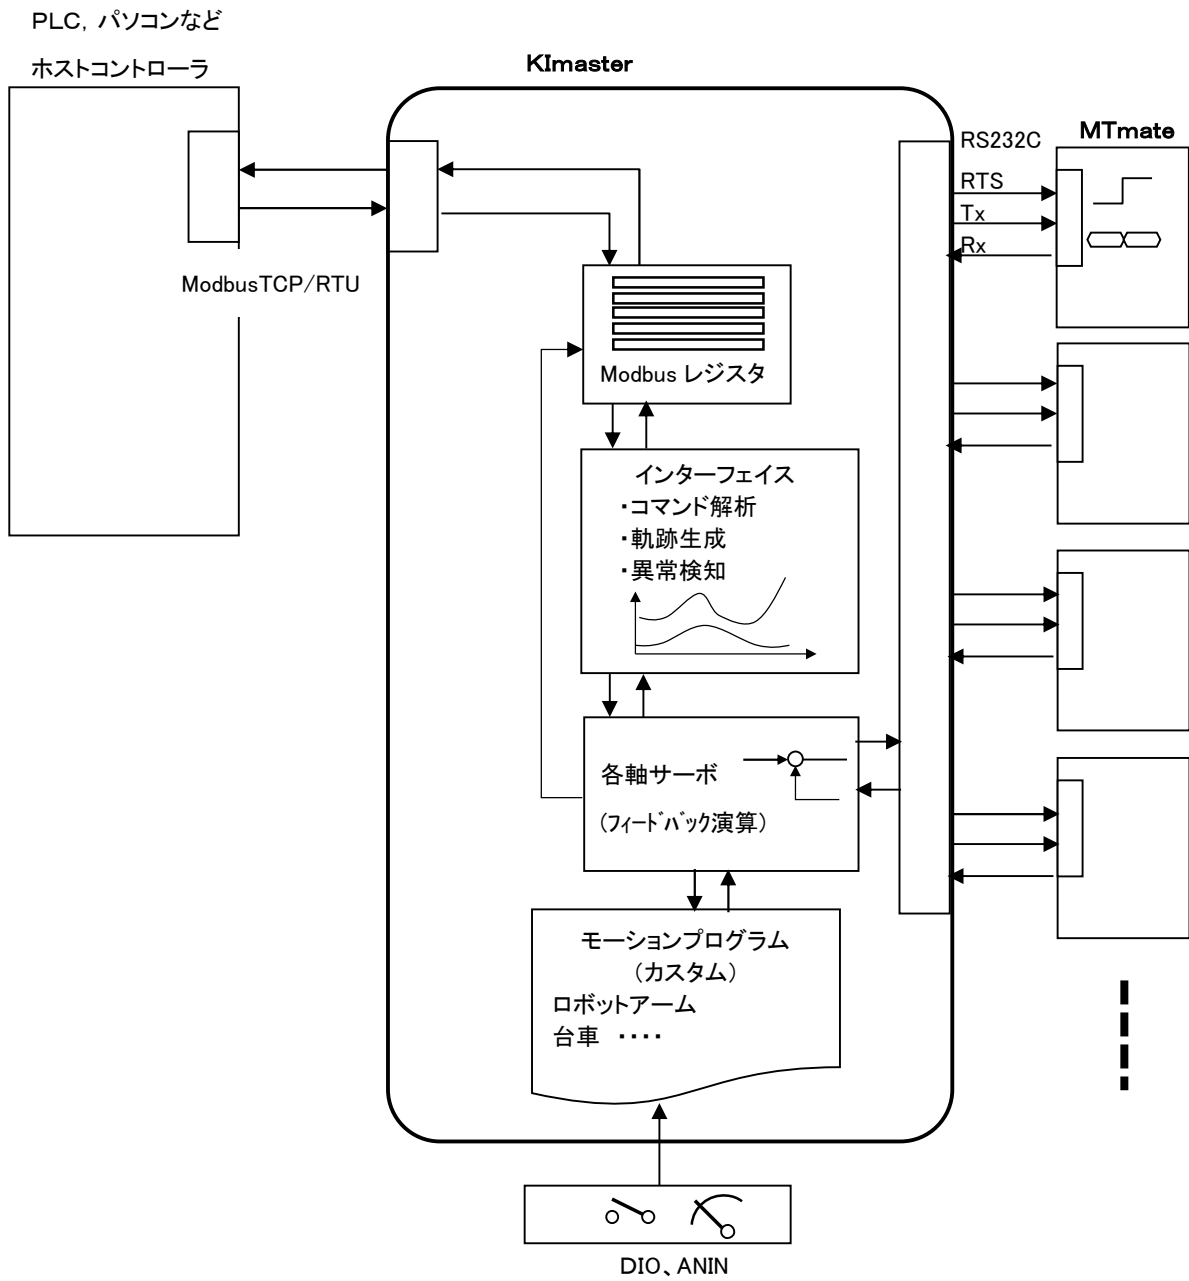 PLC, パソコンなど
ホストコントローラ
KImaster
MTmate
RS232C
RTS
Tx
Rx
ModbusTCP/RTU
Modbus レジスタ
インターフェイス
・コマンド解析
・軌跡生成
・異常検知
各軸サーボ
(フィードバック演算)
モーションプログラム
(カスタム)
ロボットアーム
台車 ・・・・
DIO、ANIN